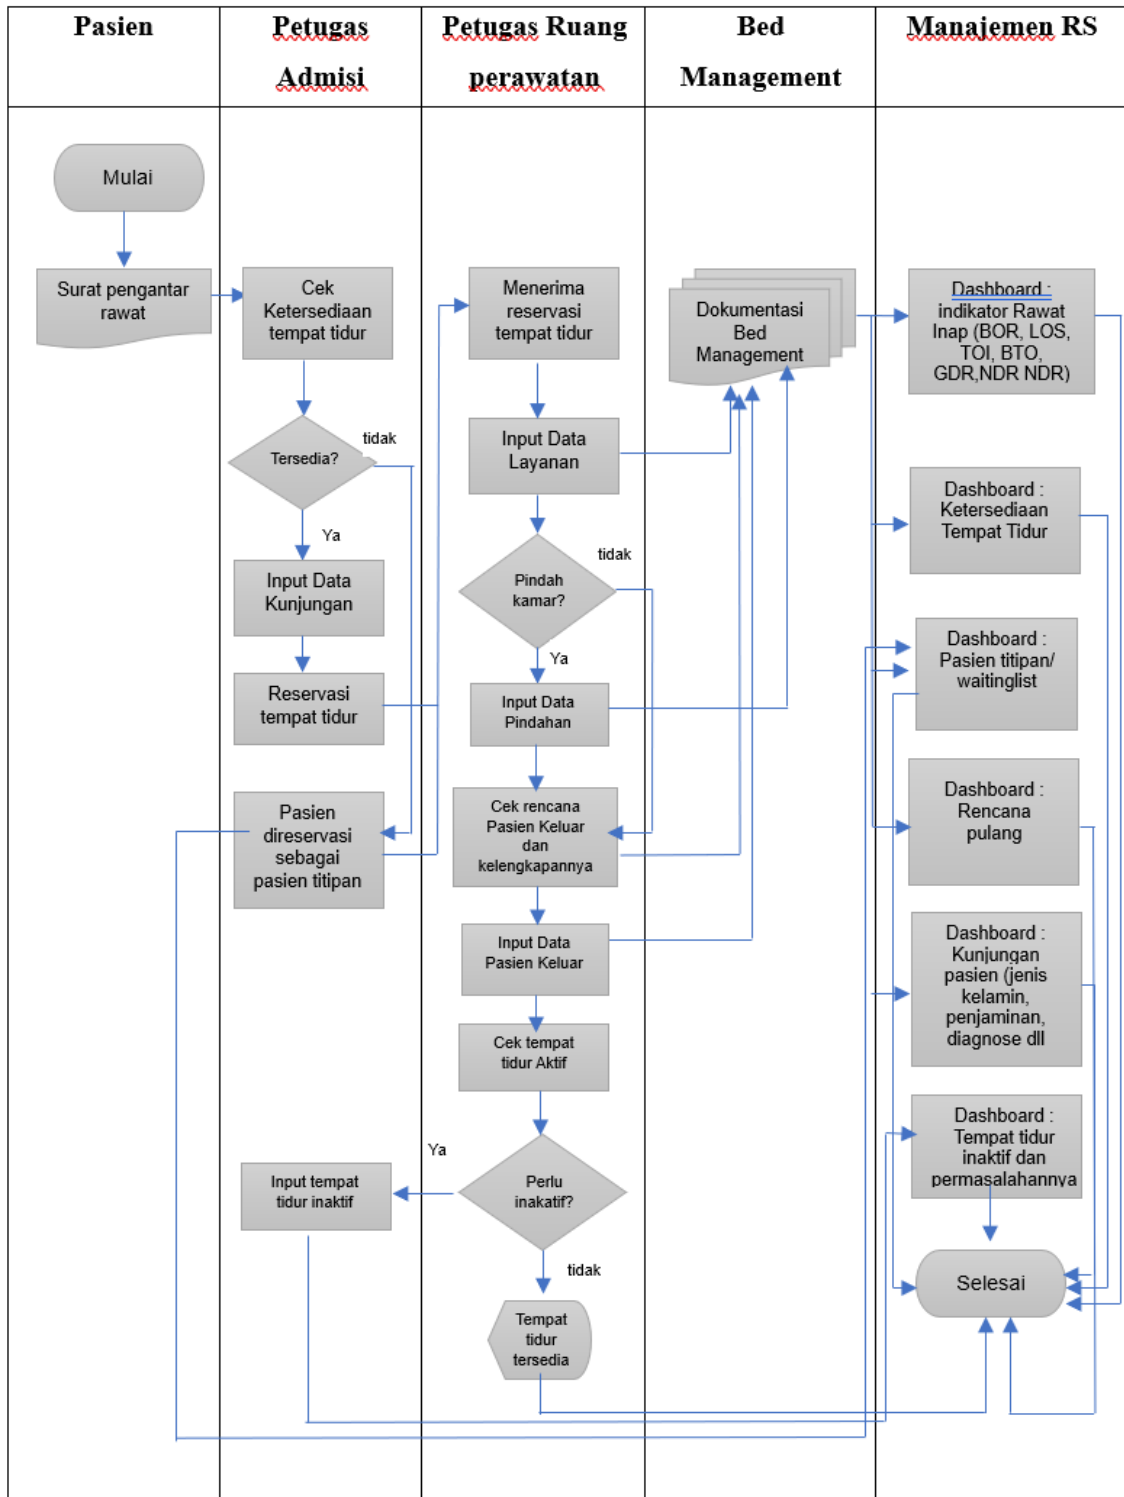 Pasien
Petugas
Admisi
Petugas Ruang
perawatan
Bed
Management
Manajemen RS
Mulai
Surat pengantar
rawat
Cek
Ketersediaan
tempat tidur
Tersedia?
tidak
Ya
Input Data
Kunjungan
Reservasi
tempat tidur
Pasien
direservasi
sebagai
pasien titipan
Input tempat
tidur inaktif
Menerima
reservasi
tempat tidur
Input Data
Layanan
Pindah
kamar?
tidak
Ya
Input Data
Pindahan
Cek rencana
Pasien Keluar
dan
kelengkapannya
Input Data
Pasien Keluar
Cek tempat
tidur Aktif
Ya
Perlu
inakatif?
tidak
Tempat
tidur
tersedia
Dokumentasi
Bed
Management
Dashboard :
indikator Rawat
Inap (BOR, LOS,
TOI, BTO,
GDR,NDR NDR)
Dashboard :
Ketersediaan
Tempat Tidur
Dashboard :
Pasien titipan/
waitinglist
Dashboard :
Rencana
pulang
Dashboard :
Kunjungan
pasien (jenis
kelamin,
penjaminan,
diagnose dll
Dashboard :
Tempat tidur
inaktif dan
permasalahannya
Selesai